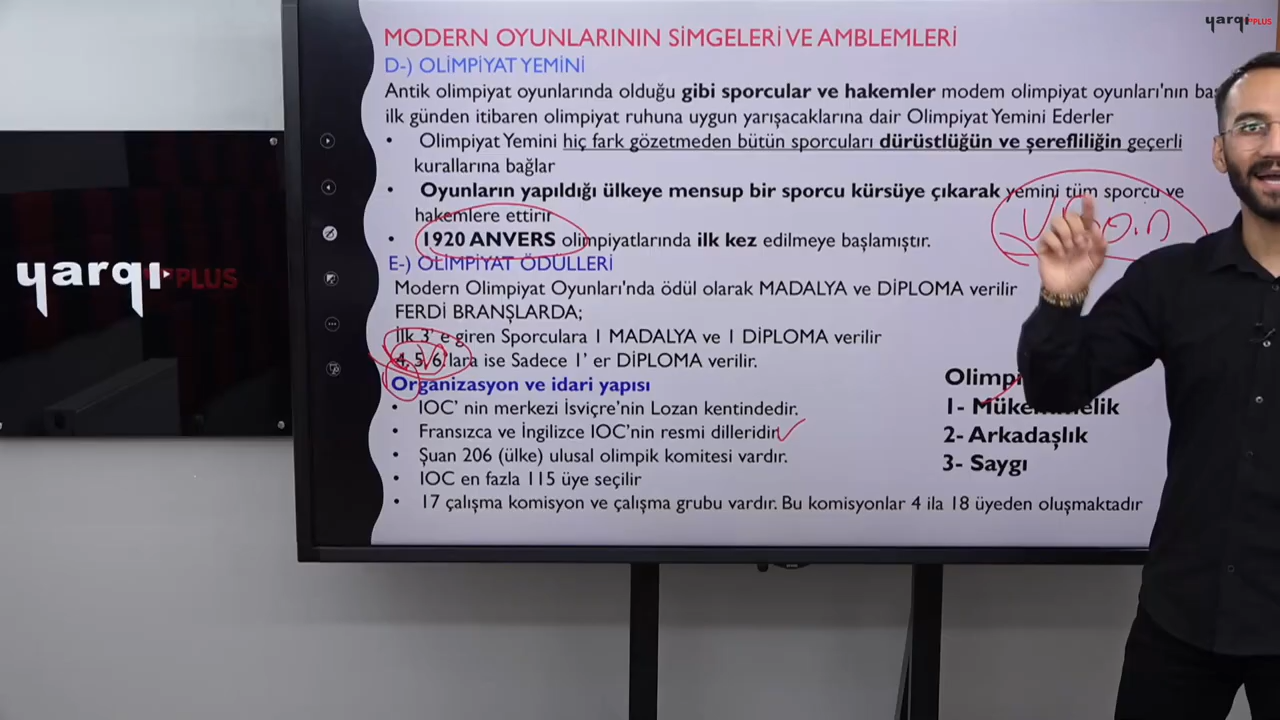 yarqı PLUS
MODERN OYUNLARININ SİMGELERİ VE AMBLEMLERİ
D-) OLİMPİYAT YEMİNİ
Antik olimpiyat oyunlarında olduğu gibi sporcular ve hakemler modern olimpiyat oyunları'nın
ilk günden itibaren olimpiyat ruhuna uygun yarışacaklarına dair Olimpiyat Yemini Ederler
• Olimpiyat Yemini hiç fark gözetmeden bütün sporcuları dürüstlüğün ve şerefliliğin geçerli
kurallarına bağlar
• Oyunların yapıldığı ülkeye mensup bir sporcu kürsüye çıkarak yemini tüm sporcu ve
hakemlere ettirir
• 1920 ANVERS olimpiyatlarında ilk kez edilmeye başlamıştır.
E-) OLİMPİYAT ÖDÜLLERİ
Modern Olimpiyat Oyunları'nda ödül olarak MADALYA ve DİPLOMA verilir
FERDİ BRANŞLARDA;
İlk 3' e giren Sporculara 1 MADALYA ve 1 DİPLOMA verilir
4, 5, 6 'lara ise Sadece 1' er DİPLOMA verilir.
Organizasyon ve idari yapısı
• IOC' nin merkezi İsviçre'nin Lozan kentindedir.
• Fransızca ve İngilizce IOC'nin resmi dilleridir
• Şuan 206 (ülke) ulusal olimpik komitesi vardır.
• IOC en fazla 115 üye seçilir
• 17 çalışma komisyon ve çalışma grubu vardır. Bu komisyonlar 4 ila 18 üyeden oluşmaktadır
1- Mükemmelik
2- Arkadaşlık
3- Saygı
yarqı PLUS